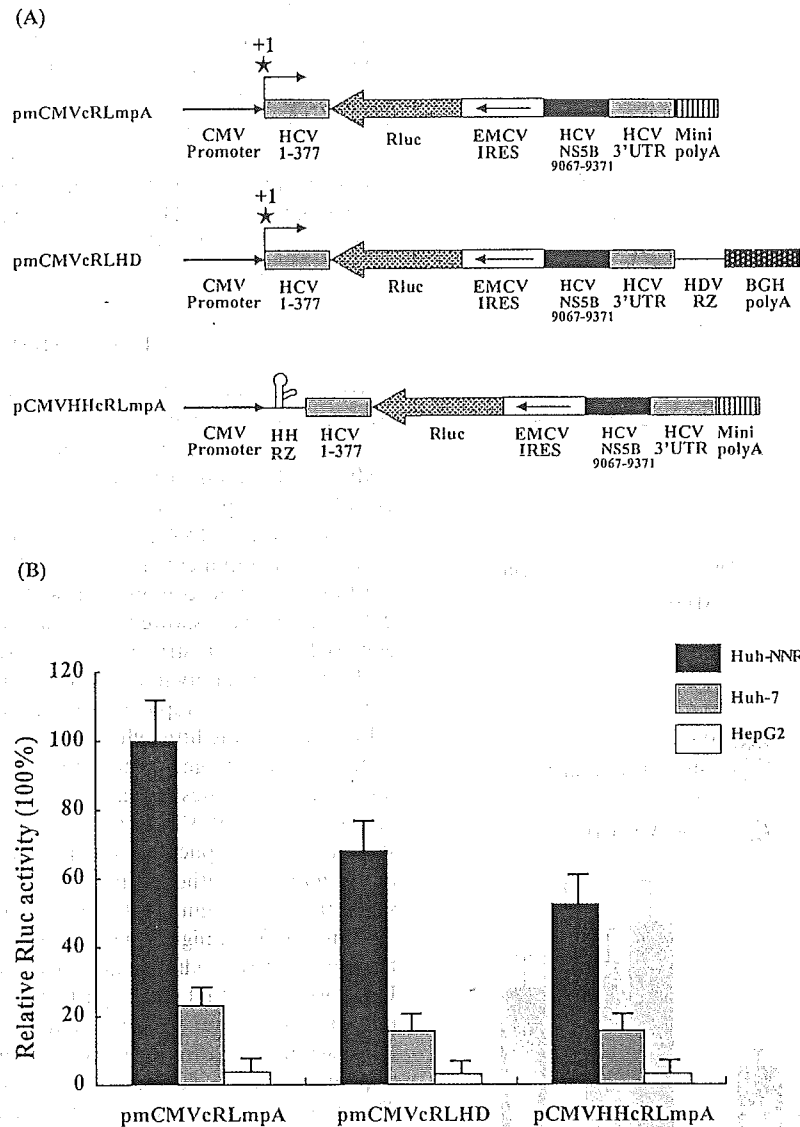 (A)
+1
pmCMVcRLmpA
CMV Promoter
HCV 1-377
Rluc
EMCV IRES
HCV NS5B 9067-9371
HCV 3'UTR
Mini polyA
+1
pmCMVcRLHD
CMV Promoter
HCV 1-377
Rluc
EMCV IRES
HCV NS5B 9067-9371
HCV 3'UTR
HDV RZ
BGH polyA
pCMVHHcRLmpA
CMV Promoter
HH RZ
HCV 1-377
Rluc
EMCV IRES
HCV NS5B 9067-9371
HCV 3'UTR
Mini polyA
(B)
Relative Rluc activity (100%)
120
100
80
60
40
20
0
Huh-NNR
Huh-7
HepG2
pmCMVcRLmpA
pmCMVcRLHD
pCMVHHcRLmpA